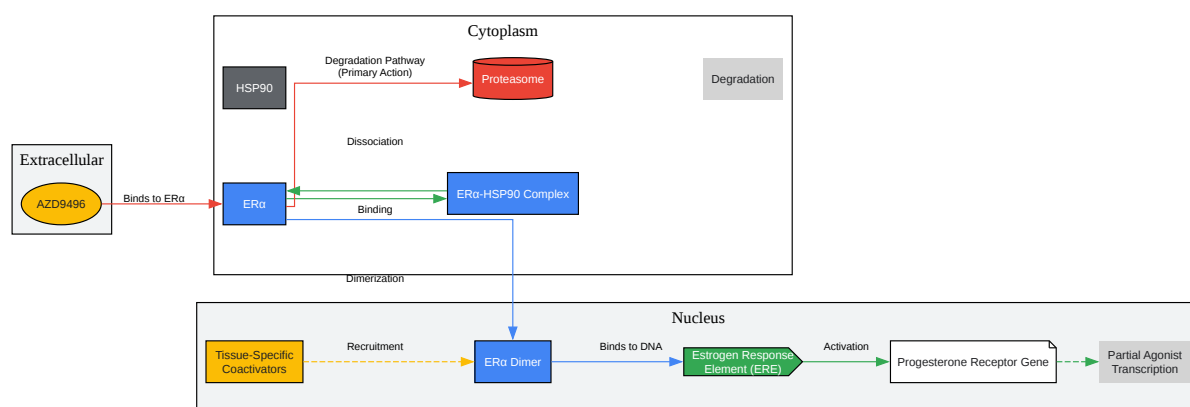 Cytoplasm
Degradation Pathway
(Primary Action)
HSP90
Proteasome
Degradation
Dissociation
Extracellular
AZD9496
Binds to ERα
ERα
ERα-HSP90 Complex
Binding
Dimerization
Nucleus
Tissue-Specific
Coactivators
Recruitment
ERα Dimer
Binds to DNA
Estrogen Response
Element (ERE)
Activation
Progesterone Receptor Gene
Partial Agonist
Transcription